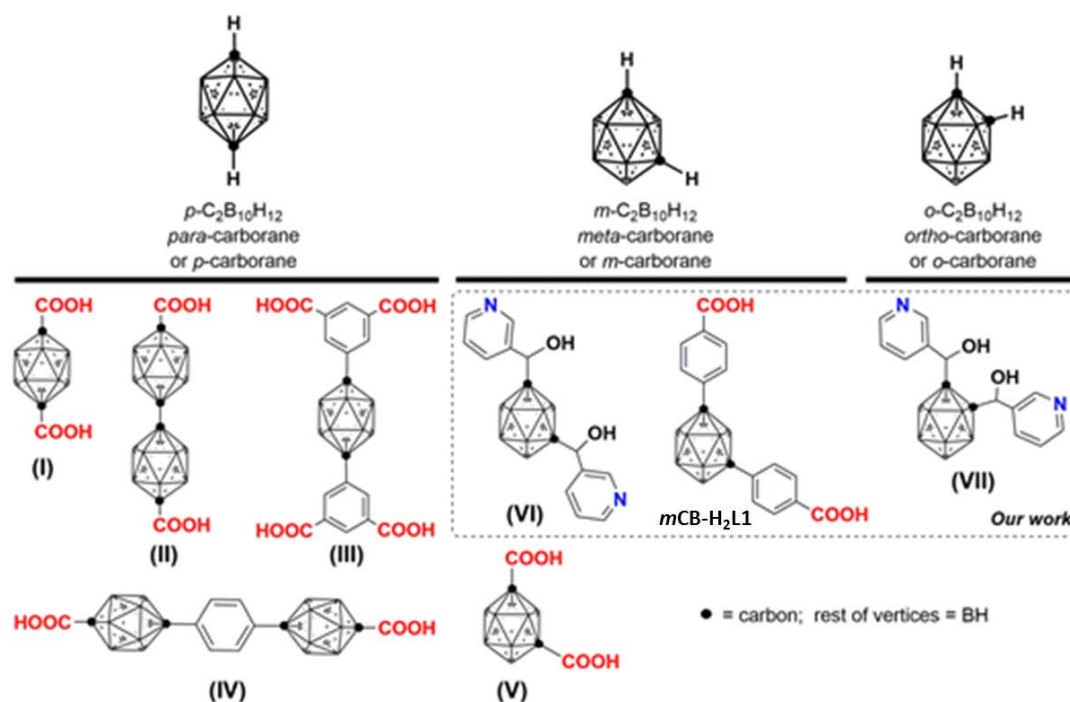 H
H
p-C₂B₁₀H₁₂
para-carborane
or p-carborane
H
H
m-C₂B₁₀H₁₂
meta-carborane
or m-carborane
H
H
o-C₂B₁₀H₁₂
ortho-carborane
or o-carborane
COOH
COOH
(I)
COOH
COOH
(II)
HOOC COOH
HOOC COOH
(III)
N
OH
OH
N
(VI)
COOH
COOH
mCB-H₂L1
N
OH
OH
N
(VII)
Our work
HOOC COOH
(IV)
COOH
COOH
(V)
● = carbon; rest of vertices = BH